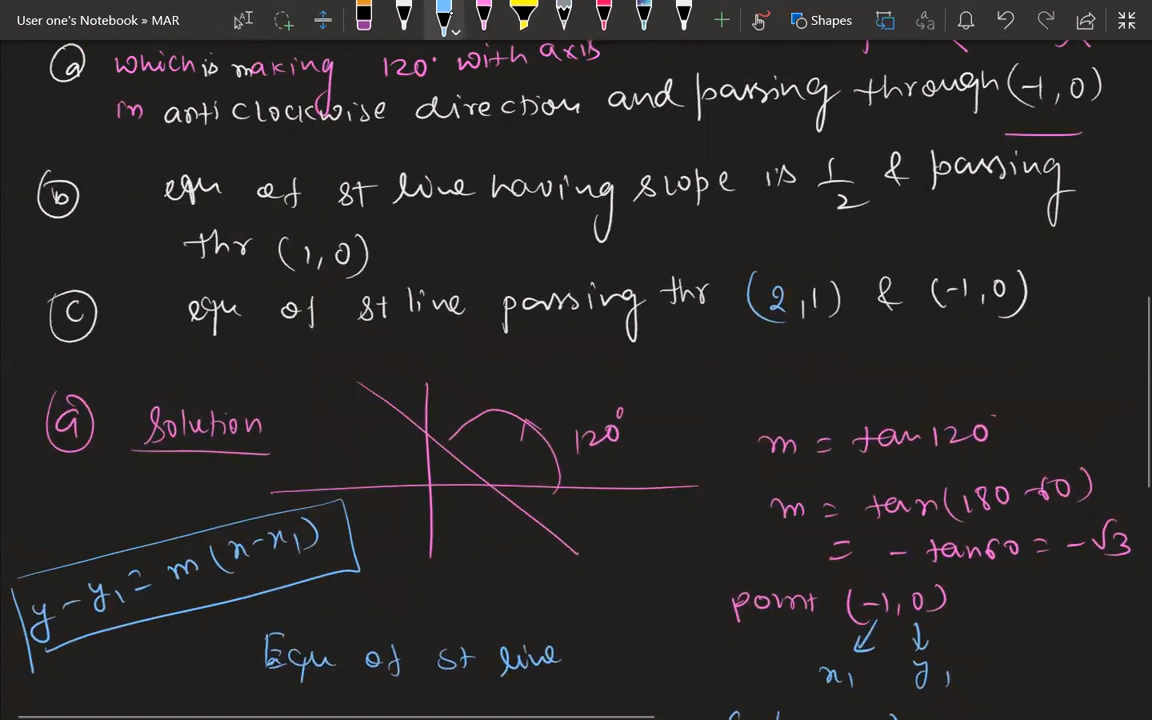 User one's Notebook » MAR
Shapes
(a) which is making 120° with axis
in anticlockwise direction and passing through (-1, 0)
(b) equ of st line having slope is 1/2 & passing
thr (1, 0)
(c) equ of st line passing thr (2, 1) & (-1, 0)
(a) Solution
120°
m = tan 120°
m = tan(180-60)
= - tan60 = -√3
y - y₁ = m (x - x₁)
point (-1, 0)
x₁ y₁
Equ of st line